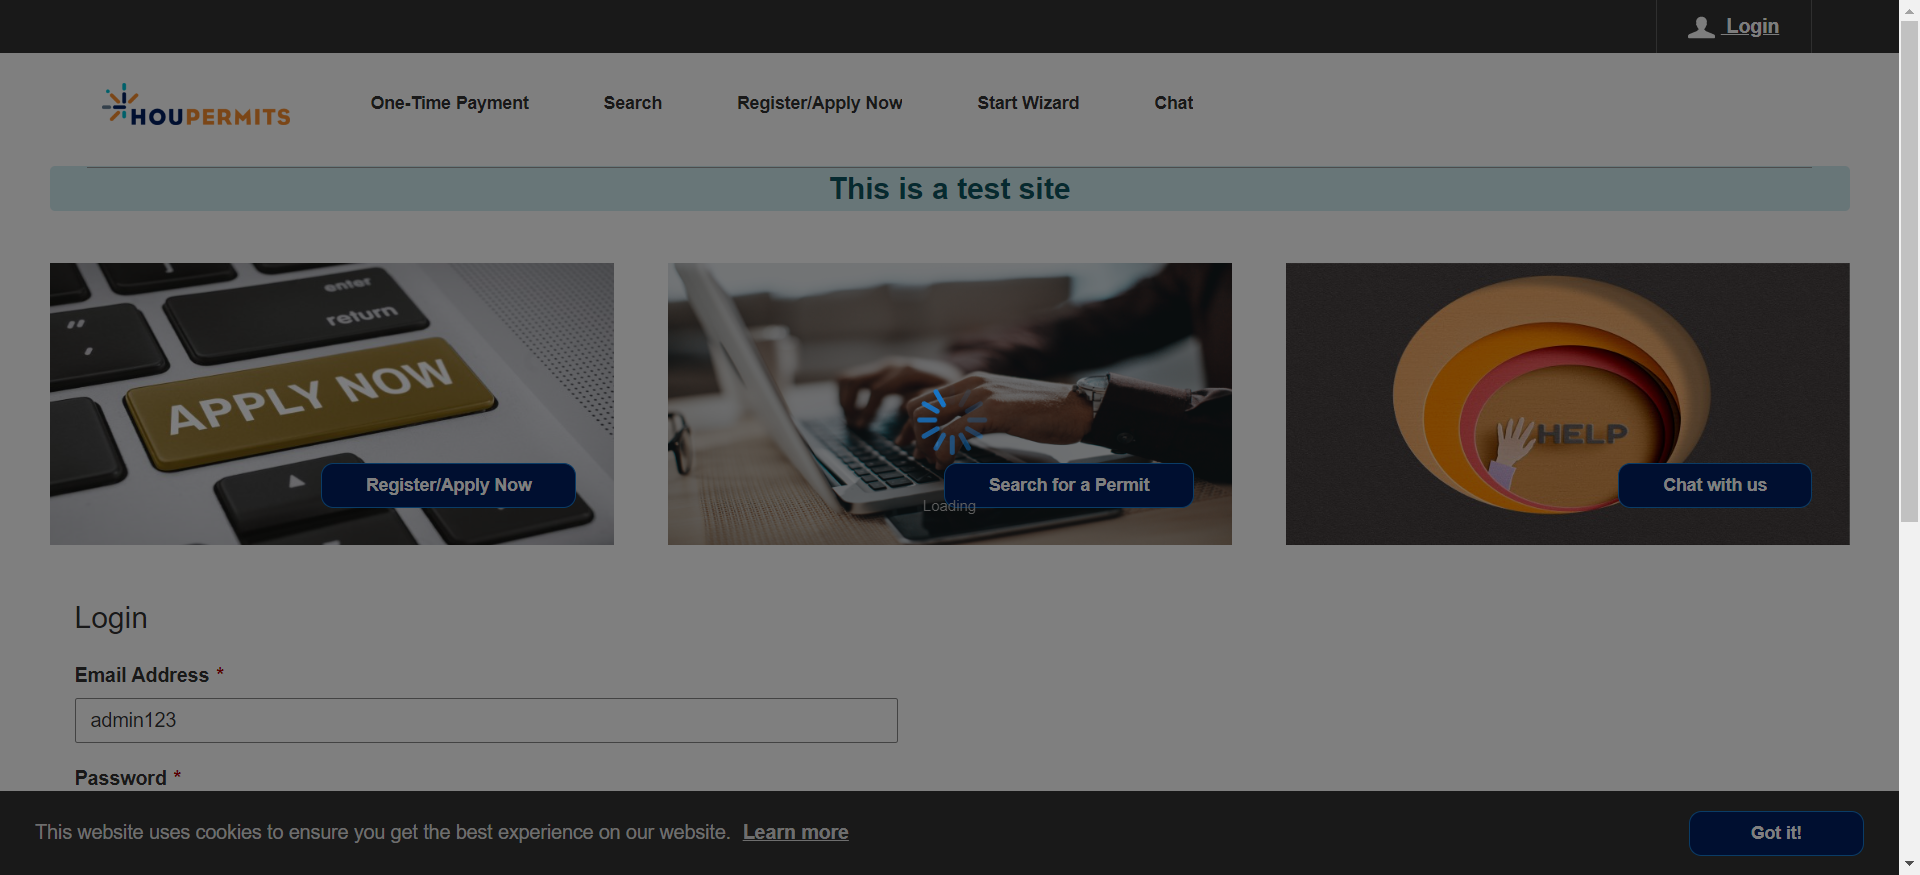 Login
HOUPERMITS
One-Time Payment
Search
Register/Apply Now
Start Wizard
Chat
This is a test site
enter
return
APPLY NOW
Register/Apply Now
Loading
Search for a Permit
HELP
Chat with us
Login
Email Address *
admin123
Password *
This website uses cookies to ensure you get the best experience on our website. Learn more
Got it!